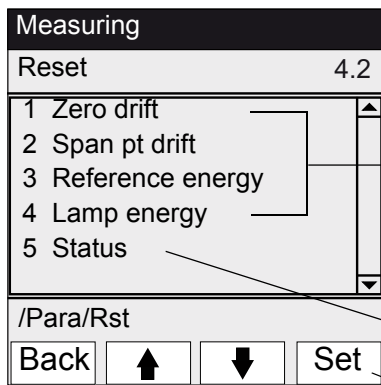 Measuring
Reset 4.2
1 Zero drift
2 Span pt drift
3 Reference energy
4 Lamp energy
5 Status
/Para/Rst
Back Set